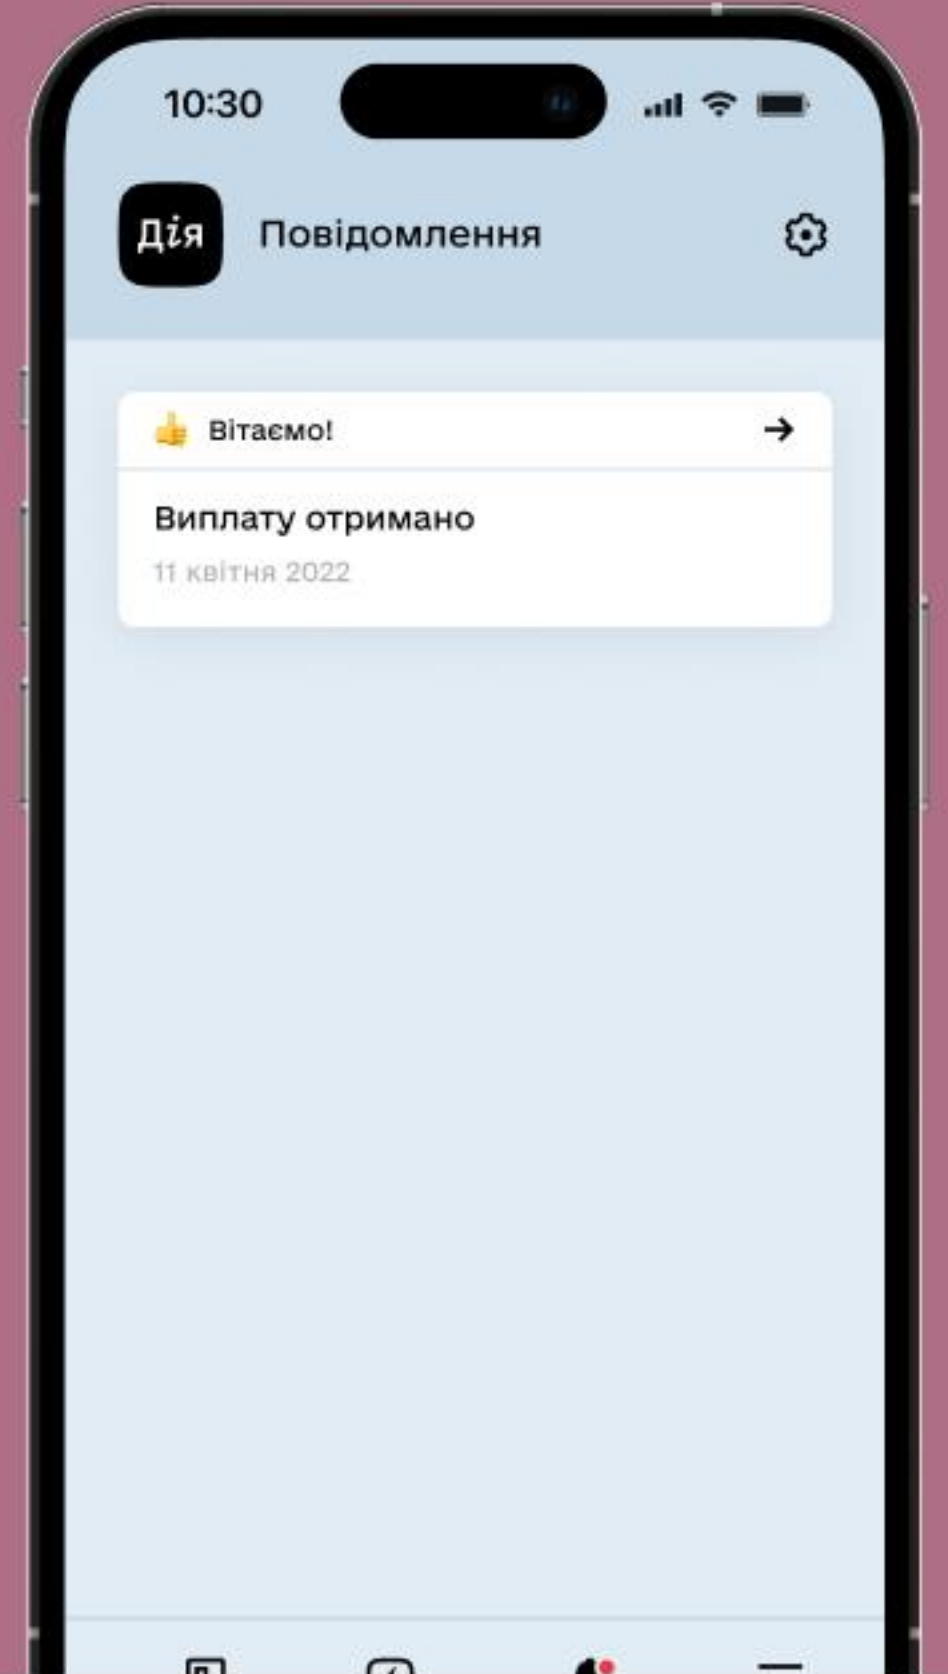 10:30
Дія Повідомлення
👍 Вітаємо! →
Виплату отримано
11 квітня 2022